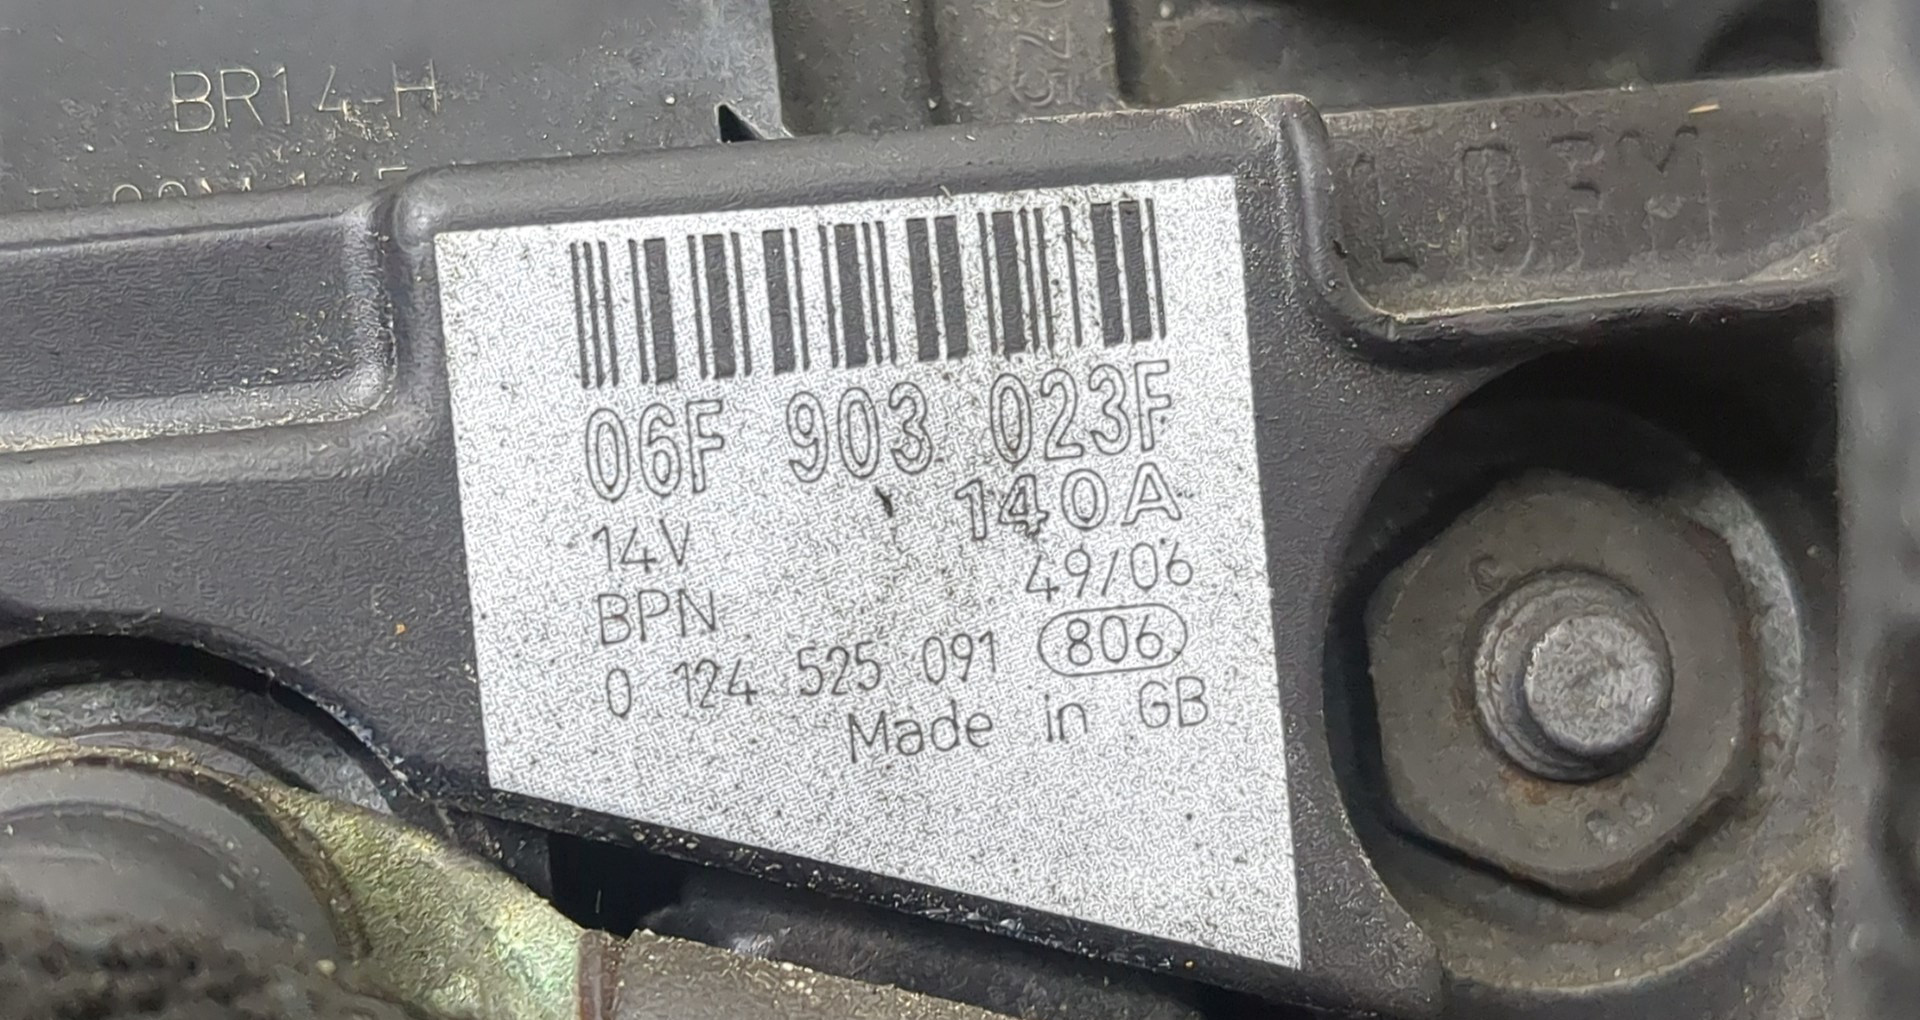 BR14-H
06F 903 023F
14V 140A
BPN 49/06
0 124 525 091 806
Made in GB